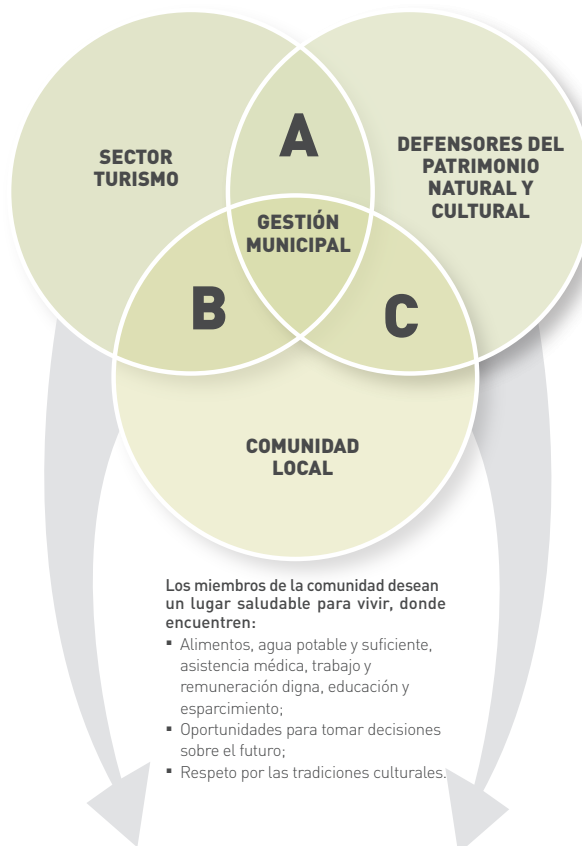 A
SECTOR
TURISMO
DEFENSORES DEL
PATRIMONIO
NATURAL Y
CULTURAL
GESTIÓN
MUNICIPAL
B
C
COMUNIDAD
LOCAL
Los miembros de la comunidad desean
un lugar saludable para vivir, donde
encuentren:
▪ Alimentos, agua potable y suficiente,
asistencia médica, trabajo y
remuneración digna, educación y
esparcimiento;
▪ Oportunidades para tomar decisiones
sobre el futuro;
▪ Respeto por las tradiciones culturales.